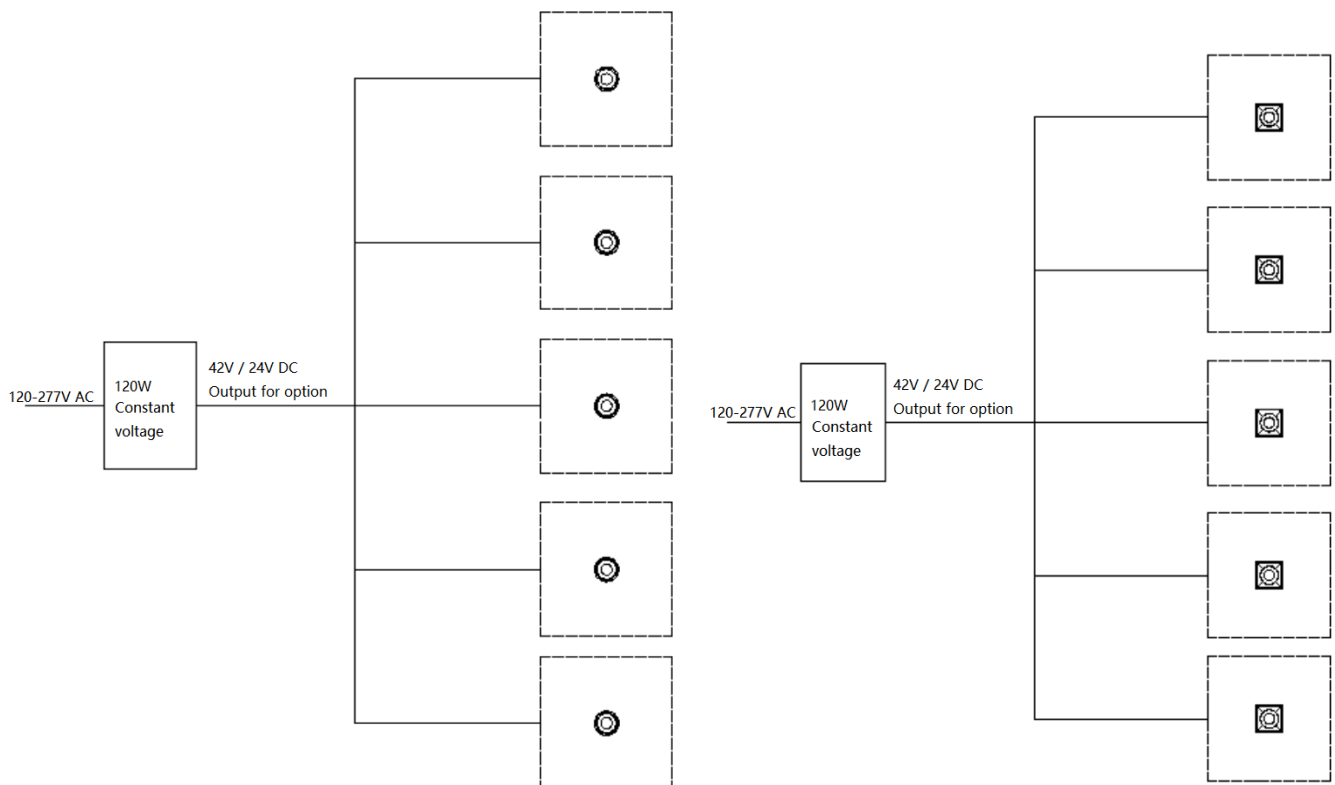 120-277V AC
120W
Constant
voltage
42V / 24V DC
Output for option
120-277V AC
120W
Constant
voltage
42V / 24V DC
Output for option